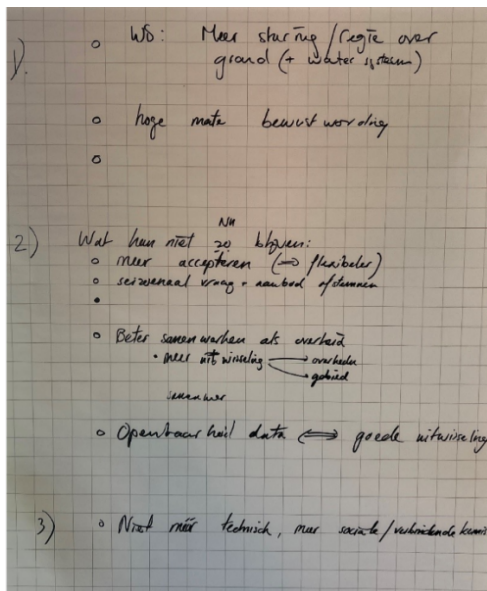 1).
○ WS: Meer sturing/regie over
grond (+ water systeem)
○ hoge mate bewustwording
○
2) Wat kan niet zo blijven:
Nu
○ meer accepteren (⇒ flexibeler)
○ seizoenaal vraag + aanbod afstemmen
•
○ Beter samenwerken als overheid
• meer uitwisseling → overheden
→ gebied
○ Openbaarheid data ⇔ goede uitwisseling
3) ○ Niet méér technisch, meer sociale/verbindende kennis